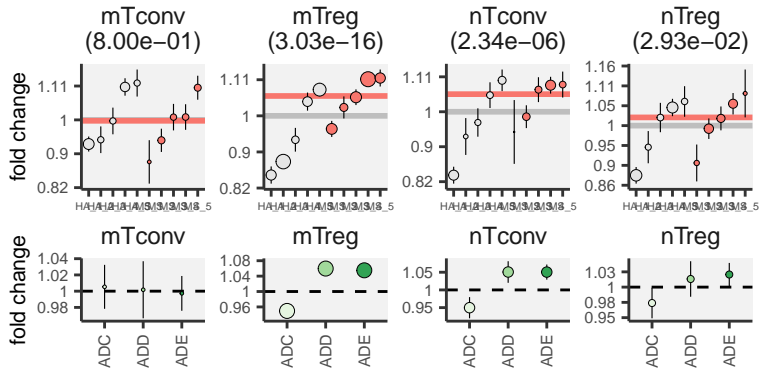 mTconv
(8.00e−01)
mTreg
(3.03e−16)
nTconv
(2.34e−06)
nTreg
(2.93e−02)
fold change
1.11
1
0.9
0.82
1.11
1
0.9
0.82
1.11
1
0.9
0.82
1.16
1.11
1.05
1
0.95
0.9
0.86
mTconv
mTreg
nTconv
nTreg
fold change
1.04
1.02
1
0.98
1.08
1.04
1
0.96
1.05
1
0.95
1.03
1
0.98
0.95
ADC
ADD
ADE
ADC
ADD
ADE
ADC
ADD
ADE
ADC
ADD
ADE